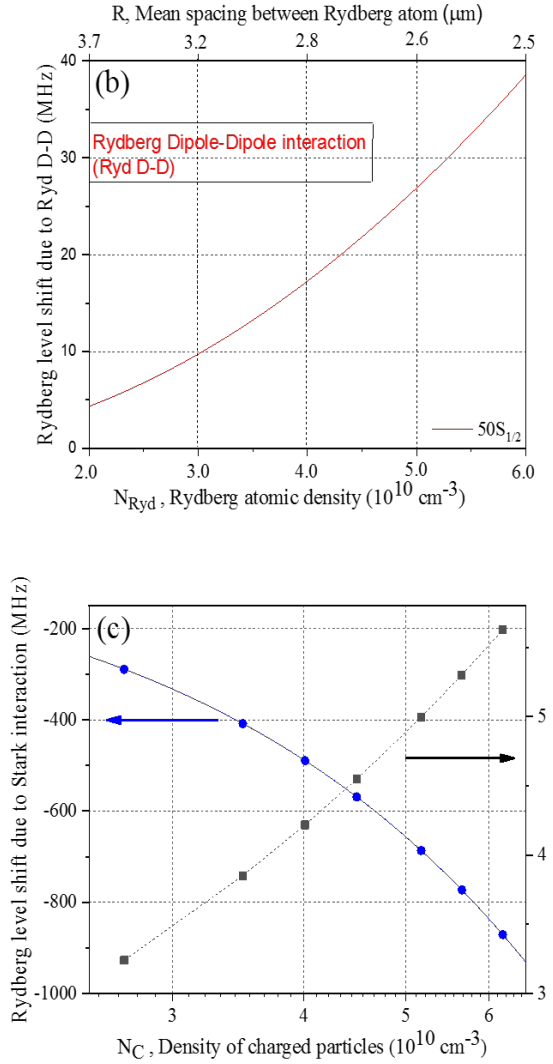 R, Mean spacing between Rydberg atom (μm)
3.7 3.2 2.8 2.6 2.5
(b)
Rydberg Dipole-Dipole interaction
(Ryd D-D)
Rydberg level shift due to Ryd D-D (MHz)
40
30
20
10
0
50S1/2
2.0 3.0 4.0 5.0 6.0
NRyd , Rydberg atomic density (10^10 cm^-3)
(c)
Rydberg level shift due to Stark interaction (MHz)
-200
-400
-600
-800
-1000
5
4
3
3 4 5 6
NC , Density of charged particles (10^10 cm^-3)